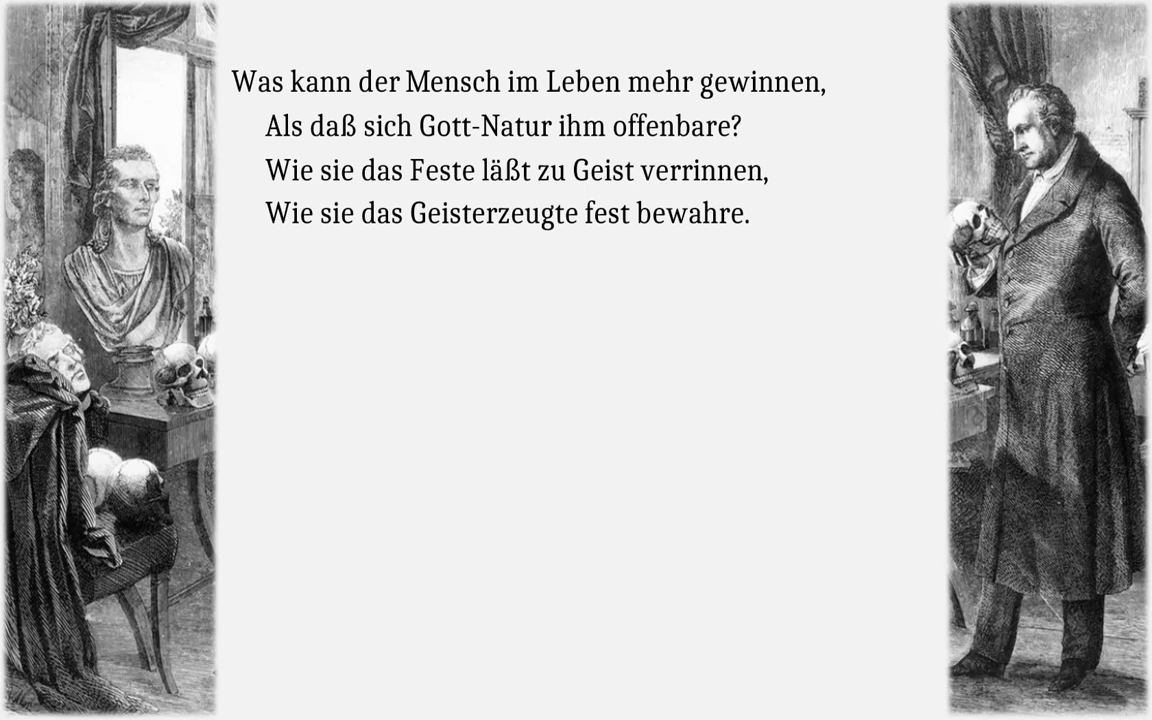 Was kann der Mensch im Leben mehr gewinnen,
Als daß sich Gott-Natur ihm offenbare?
Wie sie das Feste läßt zu Geist verrinnen,
Wie sie das Geisterzeugte fest bewahre.